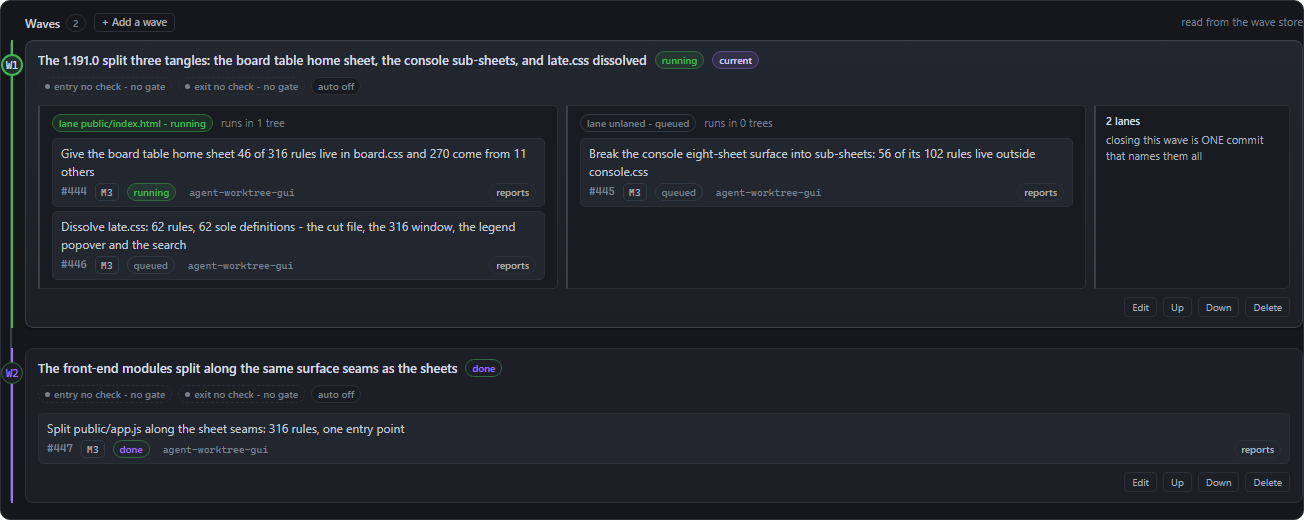 Waves 2 + Add a wave read from the wave store
W1
The 1.191.0 split three tangles: the board table home sheet, the console sub-sheets, and late.css dissolved running current
entry no check - no gate exit no check - no gate auto off
lane public/index.html - running runs in 1 tree
Give the board table home sheet 46 of 316 rules live in board.css and 270 come from 11
others
#444 M3 running agent-worktree-gui reports
Dissolve late.css: 62 rules, 62 sole definitions - the cut file, the 316 window, the legend
popover and the search
#446 M3 queued agent-worktree-gui reports
lane unlaned - queued runs in 0 trees
Break the console eight-sheet surface into sub-sheets: 56 of its 102 rules live outside
console.css
#445 M3 queued agent-worktree-gui reports
2 lanes
closing this wave is ONE commit
that names them all
Edit Up Down Delete
W2
The front-end modules split along the same surface seams as the sheets done
entry no check - no gate exit no check - no gate auto off
Split public/app.js along the sheet seams: 316 rules, one entry point
#447 M3 done agent-worktree-gui reports
Edit Up Down Delete